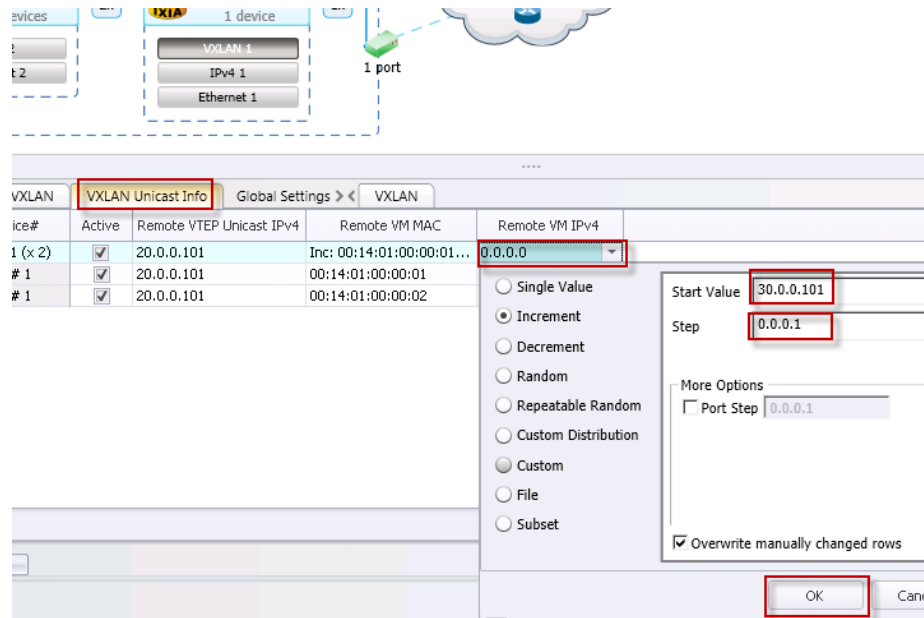 evices
IXIA 1 device
VXLAN 1
t 2 IPv4 1
Ethernet 1
1 port
VXLAN VXLAN Unicast Info Global Settings VXLAN
ice# Active Remote VTEP Unicast IPv4 Remote VM MAC Remote VM IPv4
1 (x 2) 20.0.0.101 Inc: 00:14:01:00:00:01... 0.0.0.0
# 1 20.0.0.101 00:14:01:00:00:01
# 1 20.0.0.101 00:14:01:00:00:02
Single Value
Increment
Decrement
Random
Repeatable Random
Custom Distribution
Custom
File
Subset
Start Value 30.0.0.101
Step 0.0.0.1
More Options
Port Step 0.0.0.1
Overwrite manually changed rows
OK Canc